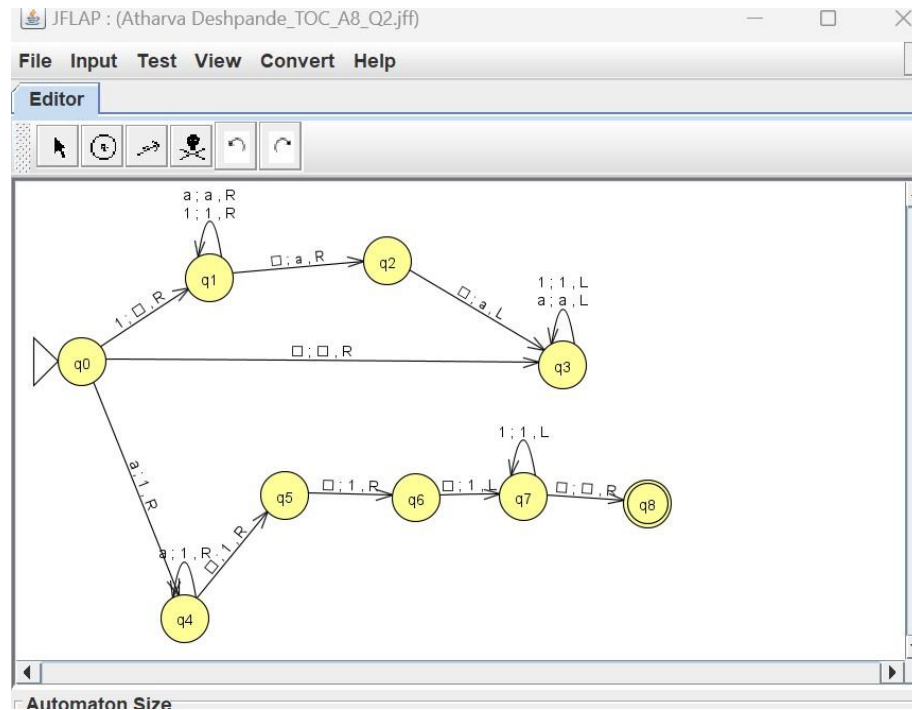 JFLAP : (Atharva Deshpande_TOC_A8_Q2.jff)
File Input Test View Convert Help
Editor
a ; a , R
1 ; 1 , R
q1
□ ; a , R
q2
1 ; □ , R
□ ; a , L
1 ; 1 , L
a ; a , L
q0
□ ; □ , R
q3
a ; 1 , R
1 ; 1 , L
q5
□ ; 1 , R
q6
□ ; 1 , L
q7
□ ; □ , R
q8
a ; 1 , R
□ ; 1 , R
q4
Automaton Size